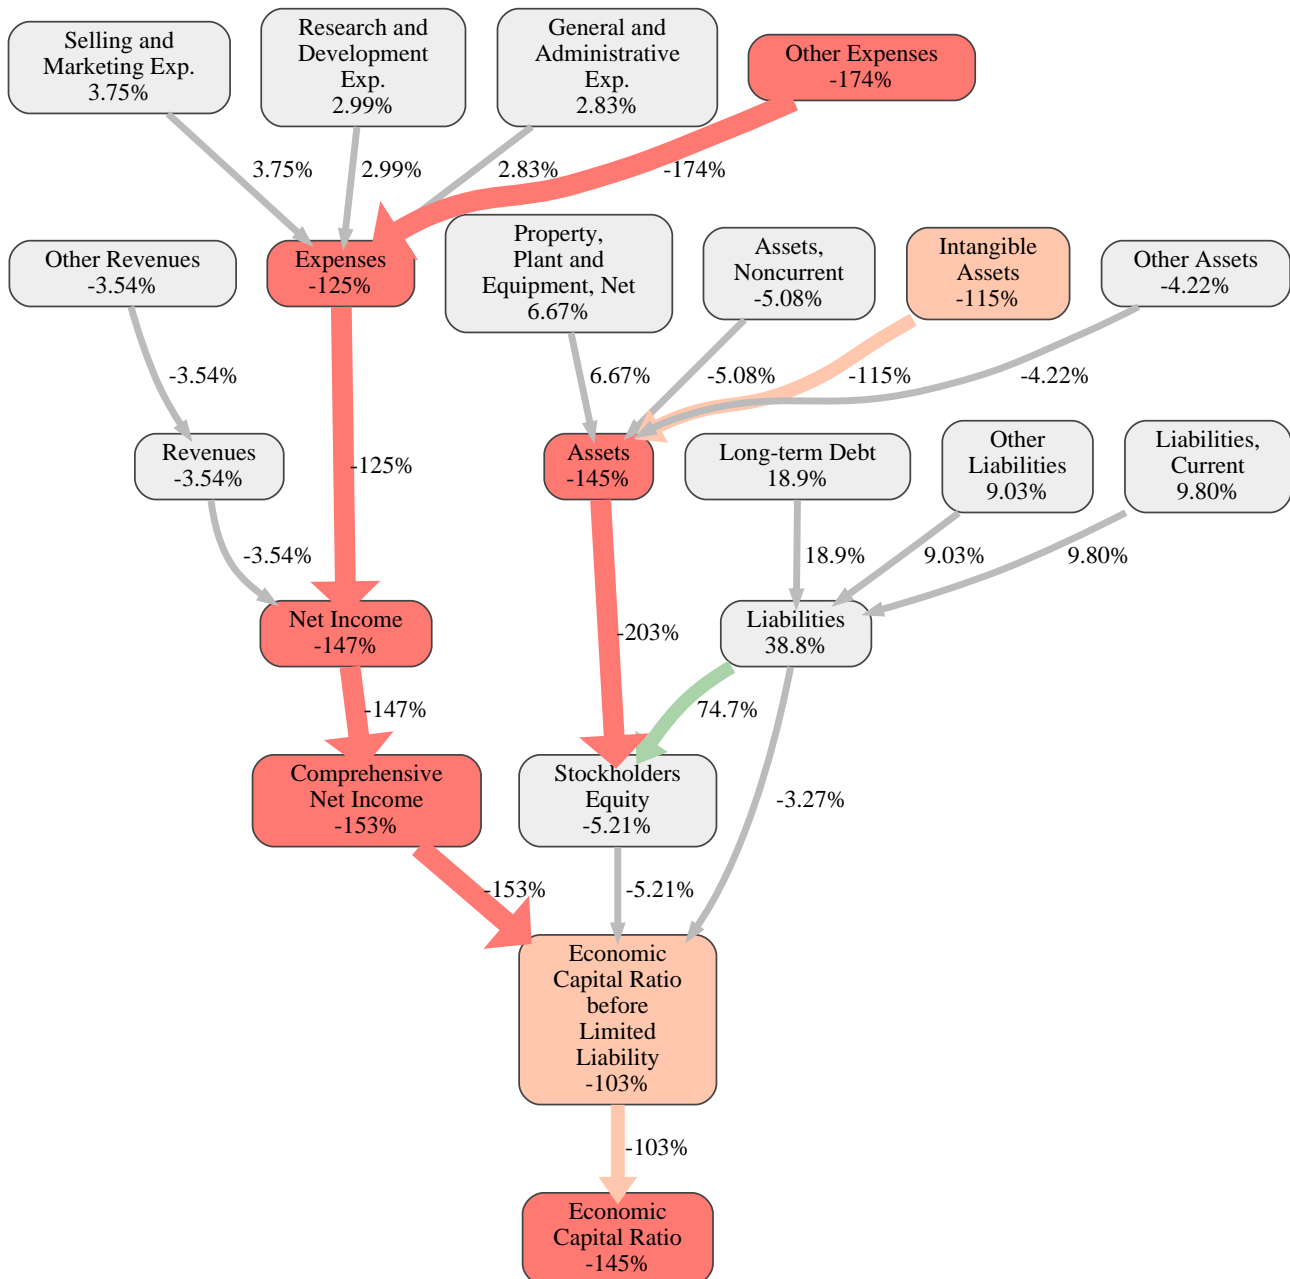 Selling and
Marketing Exp.
3.75%
Research and
Development
Exp.
2.99%
General and
Administrative
Exp.
2.83%
Other Expenses
-174%
3.75%
2.99%
2.83%
-174%
Other Revenues
-3.54%
Expenses
-125%
Property,
Plant and
Equipment, Net
6.67%
Assets,
Noncurrent
-5.08%
Intangible
Assets
-115%
Other Assets
-4.22%
-3.54%
6.67%
-5.08%
-115%
-4.22%
Revenues
-3.54%
-125%
Assets
-145%
Long-term Debt
18.9%
Other
Liabilities
9.03%
Liabilities,
Current
9.80%
-3.54%
18.9%
9.03%
9.80%
Net Income
-147%
-203%
Liabilities
38.8%
-147%
74.7%
Comprehensive
Net Income
-153%
Stockholders
Equity
-5.21%
-3.27%
-153%
-5.21%
Economic
Capital Ratio
before
Limited
Liability
-103%
-103%
Economic
Capital Ratio
-145%